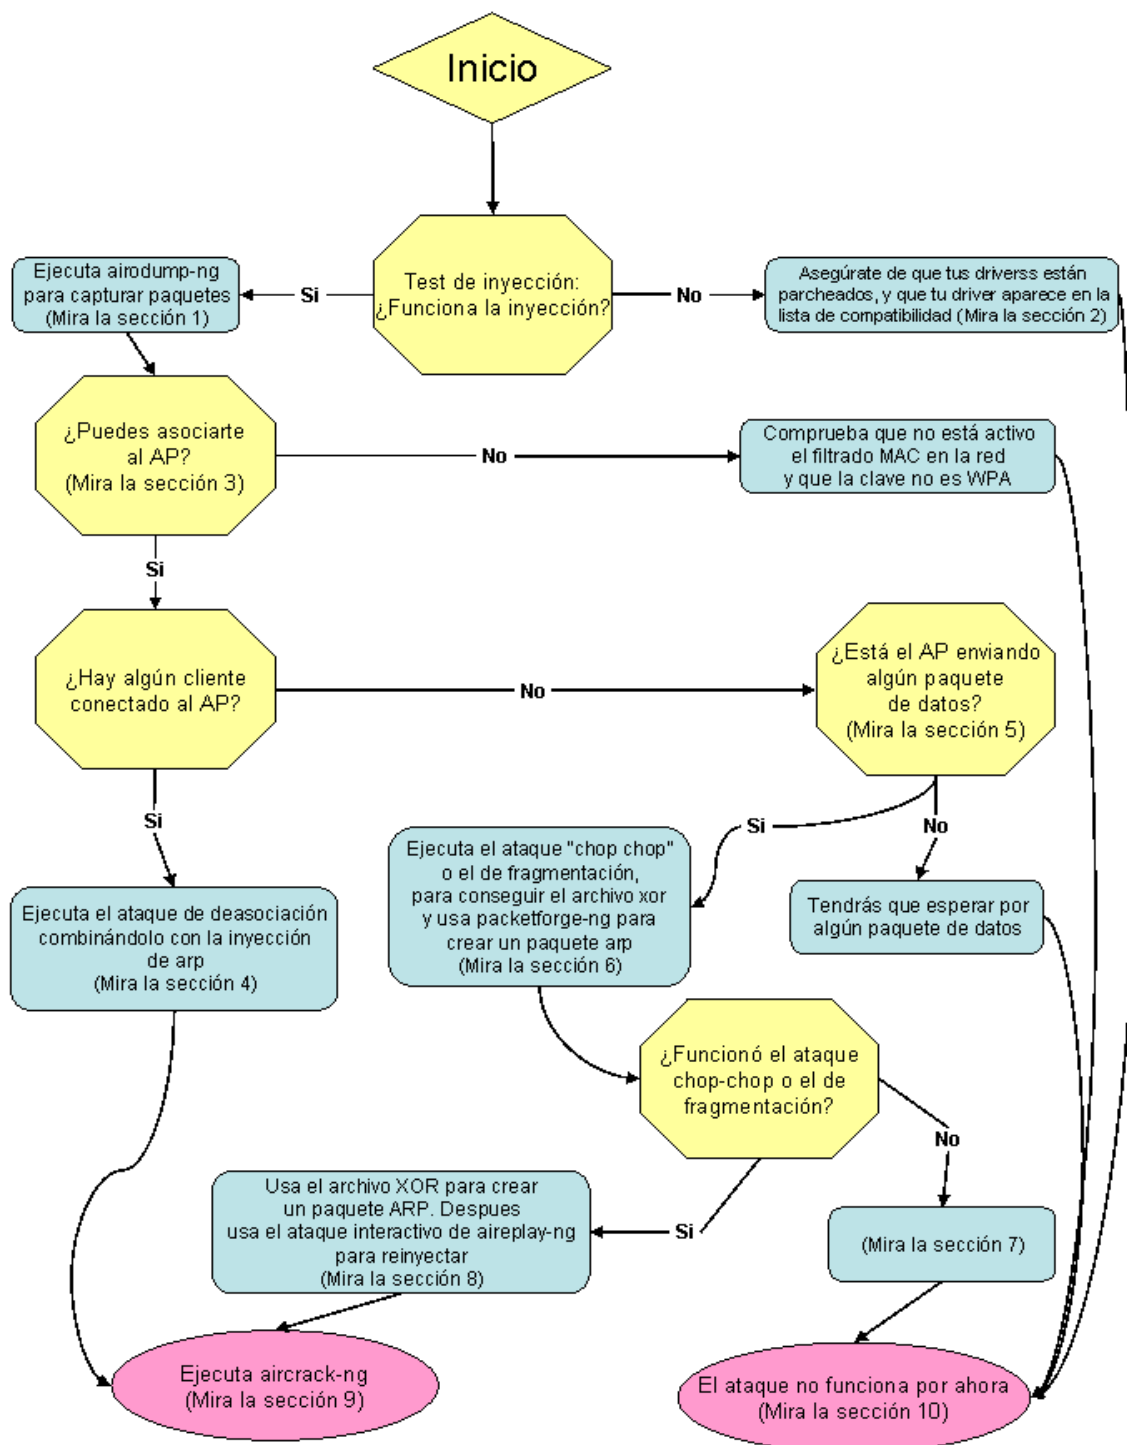 Inicio
Test de inyección:
¿Funciona la inyección?
Si
No
Ejecuta airodump-ng
para capturar paquetes
(Mira la sección 1)
Asegúrate de que tus driverss están
parcheados, y que tu driver aparece en la
lista de compatibilidad (Mira la sección 2)
¿Puedes asociarte
al AP?
(Mira la sección 3)
No
Comprueba que no está activo
el filtrado MAC en la red
y que la clave no es WPA
Si
¿Hay algún cliente
conectado al AP?
No
¿Está el AP enviando
algún paquete
de datos?
(Mira la sección 5)
Si
Si
No
Ejecuta el ataque "chop chop"
o el de fragmentación,
para conseguir el archivo xor
y usa packetforge-ng para
crear un paquete arp
(Mira la sección 6)
Tendrás que esperar por
algún paquete de datos
Ejecuta el ataque de deasociación
combinándolo con la inyección
de arp
(Mira la sección 4)
¿Funcionó el ataque
chop-chop o el de
fragmentación?
No
Si
Usa el archivo XOR para crear
un paquete ARP. Despues
usa el ataque interactivo de aireplay-ng
para reinyectar
(Mira la sección 8)
(Mira la sección 7)
Ejecuta aircrack-ng
(Mira la sección 9)
El ataque no funciona por ahora
(Mira la sección 10)